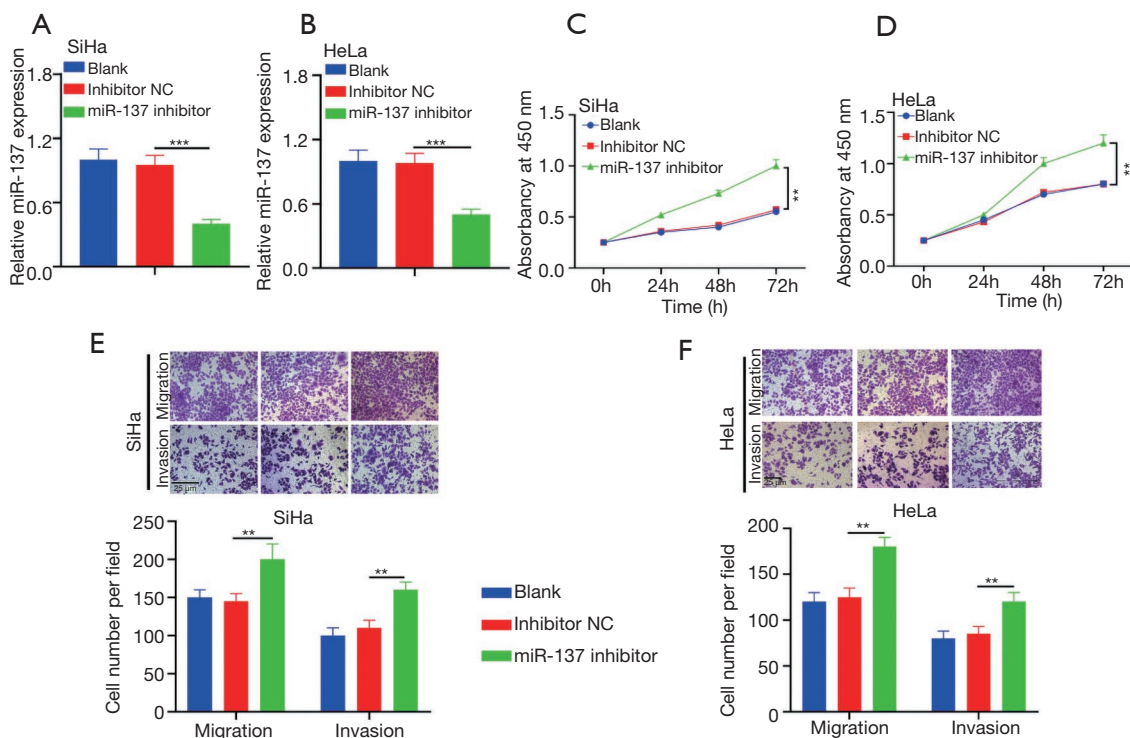 A
SiHa
Blank
Inhibitor NC
miR-137 inhibitor
Relative miR-137 expression
1.8
1.2
0.6
0.0
***
B
HeLa
Blank
Inhibitor NC
miR-137 inhibitor
Relative miR-137 expression
1.8
1.2
0.6
0.0
***
C
SiHa
Blank
Inhibitor NC
miR-137 inhibitor
Absorbancy at 450 nm
1.5
1.0
0.5
0.0
**
0h 24h 48h 72h
Time (h)
D
HeLa
Blank
Inhibitor NC
miR-137 inhibitor
Absorbancy at 450 nm
1.5
1.0
0.5
0.0
**
0h 24h 48h 72h
Time (h)
E
SiHa
Migration
Invasion
25 μm
SiHa
Cell number per field
250
200
150
100
50
0
**
**
Migration Invasion
Blank
Inhibitor NC
miR-137 inhibitor
F
HeLa
Migration
Invasion
25 μm
HeLa
Cell number per field
200
150
100
50
0
**
**
Migration Invasion